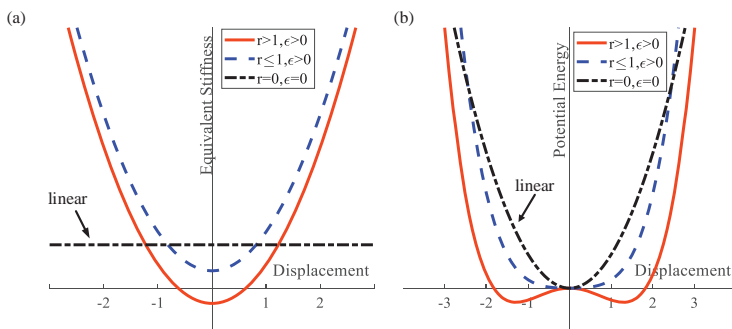 (a)
Equivalent Stiffness
r>1,ϵ>0
r≤1,ϵ>0
r=0,ϵ=0
linear
Displacement
-2 -1 1 2
(b)
Potential Energy
r>1,ϵ>0
r≤1,ϵ>0
r=0,ϵ=0
linear
Displacement
-3 -2 -1 0 1 2 3